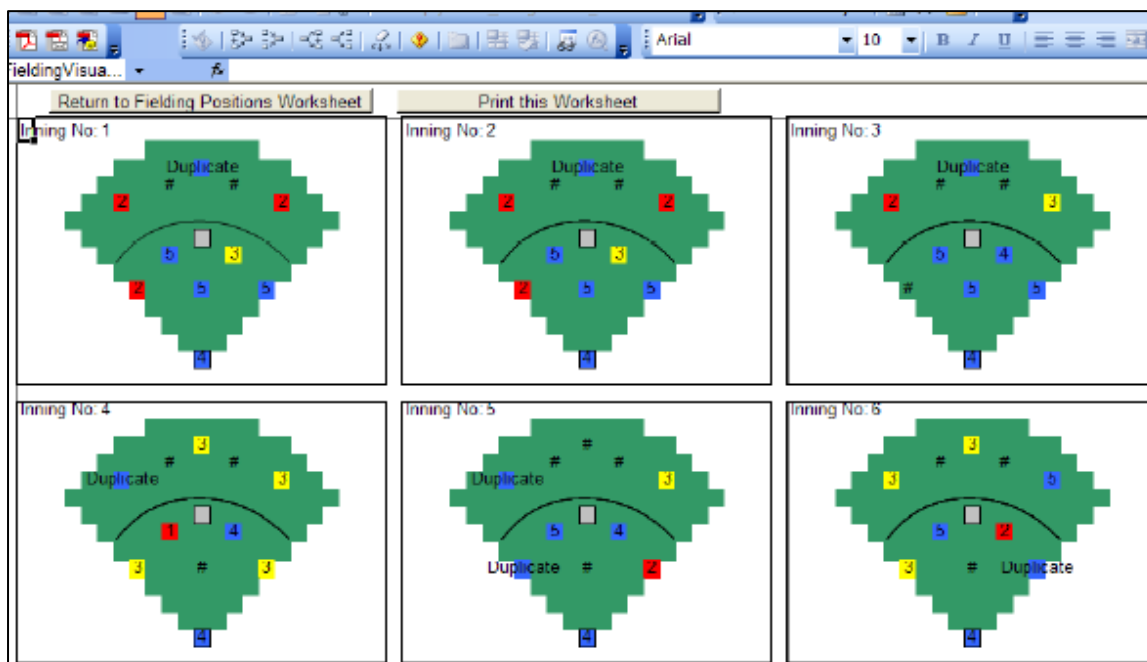 Arial 10 B I U
FieldingVisua... fx
Return to Fielding Positions Worksheet Print this Worksheet
Inning No: 1 Inning No: 2 Inning No: 3
Duplicate Duplicate Duplicate
# # # # # #
2 2 2 2 2 3
5 3 5 3 5 4
2 5 5 2 5 5 # 5 5
4 4 4
Inning No: 4 Inning No: 5 Inning No: 6
3 # 3
# # # # # #
Duplicate 3 Duplicate 3 3 5
1 4 5 4 5 2
3 # 3 Duplicate # 2 3 # Duplicate
4 4 4